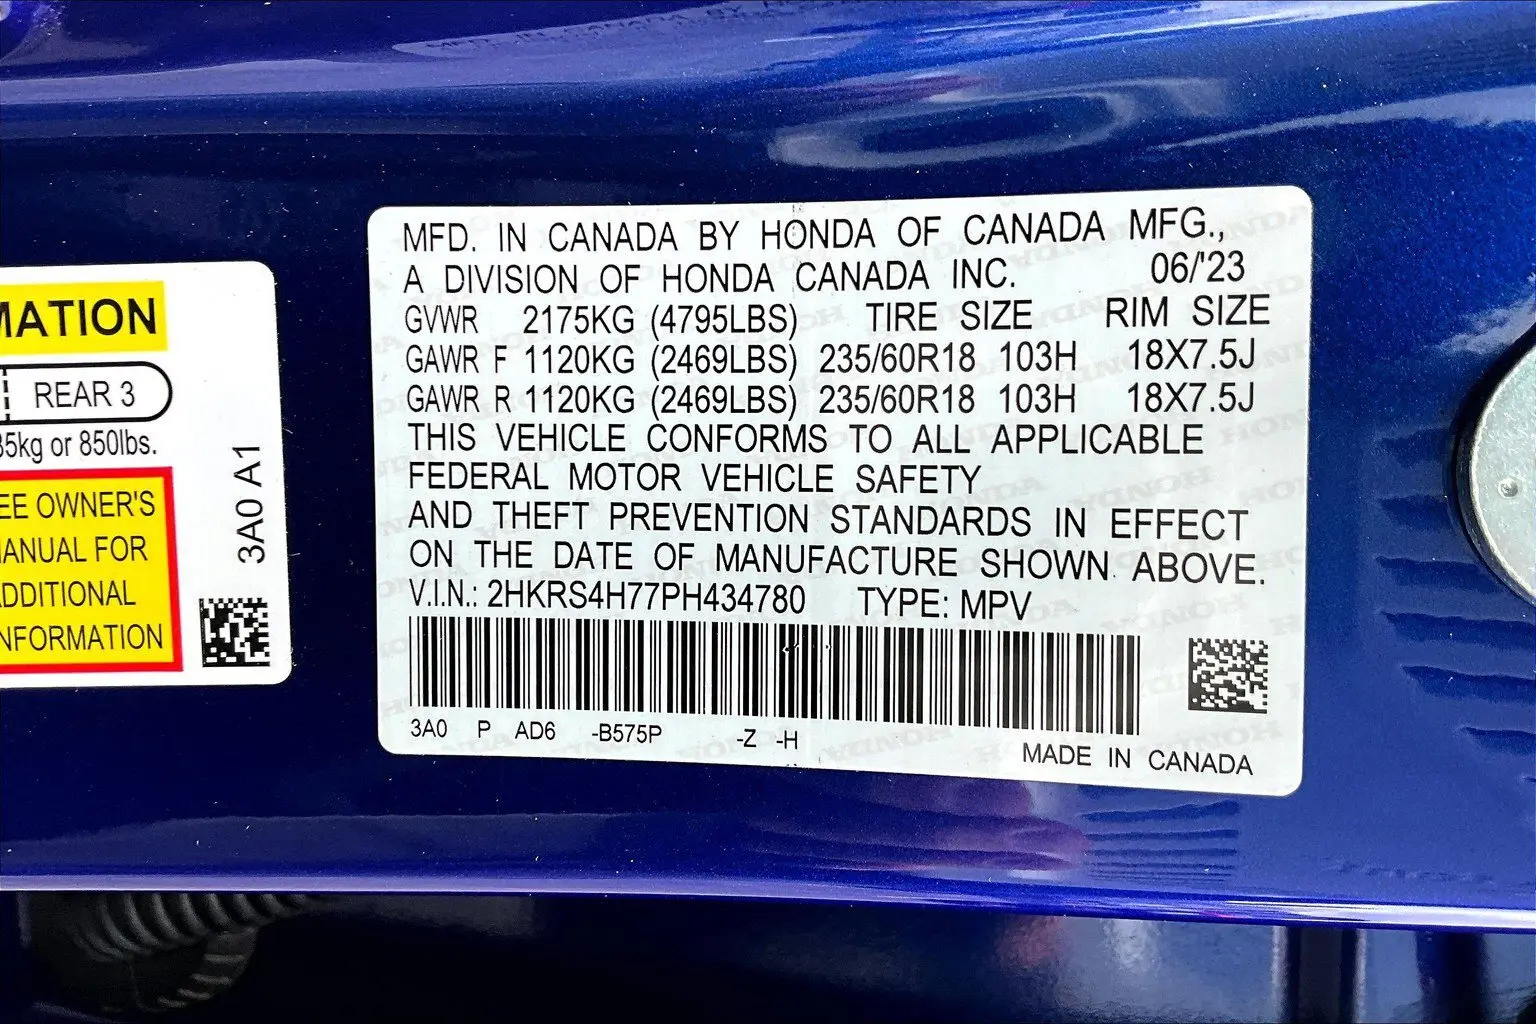 MATION
REAR 3
85kg or 850lbs.
EE OWNER'S
ANUAL FOR
DDITIONAL
NFORMATION
3A0 A1
MFD. IN CANADA BY HONDA OF CANADA MFG.,
A DIVISION OF HONDA CANADA INC. 06/'23
GVWR 2175KG (4795LBS) TIRE SIZE RIM SIZE
GAWR F 1120KG (2469LBS) 235/60R18 103H 18X7.5J
GAWR R 1120KG (2469LBS) 235/60R18 103H 18X7.5J
THIS VEHICLE CONFORMS TO ALL APPLICABLE
FEDERAL MOTOR VEHICLE SAFETY
AND THEFT PREVENTION STANDARDS IN EFFECT
ON THE DATE OF MANUFACTURE SHOWN ABOVE.
V.I.N.: 2HKRS4H77PH434780 TYPE: MPV
3A0 P AD6 -B575P -Z -H
MADE IN CANADA